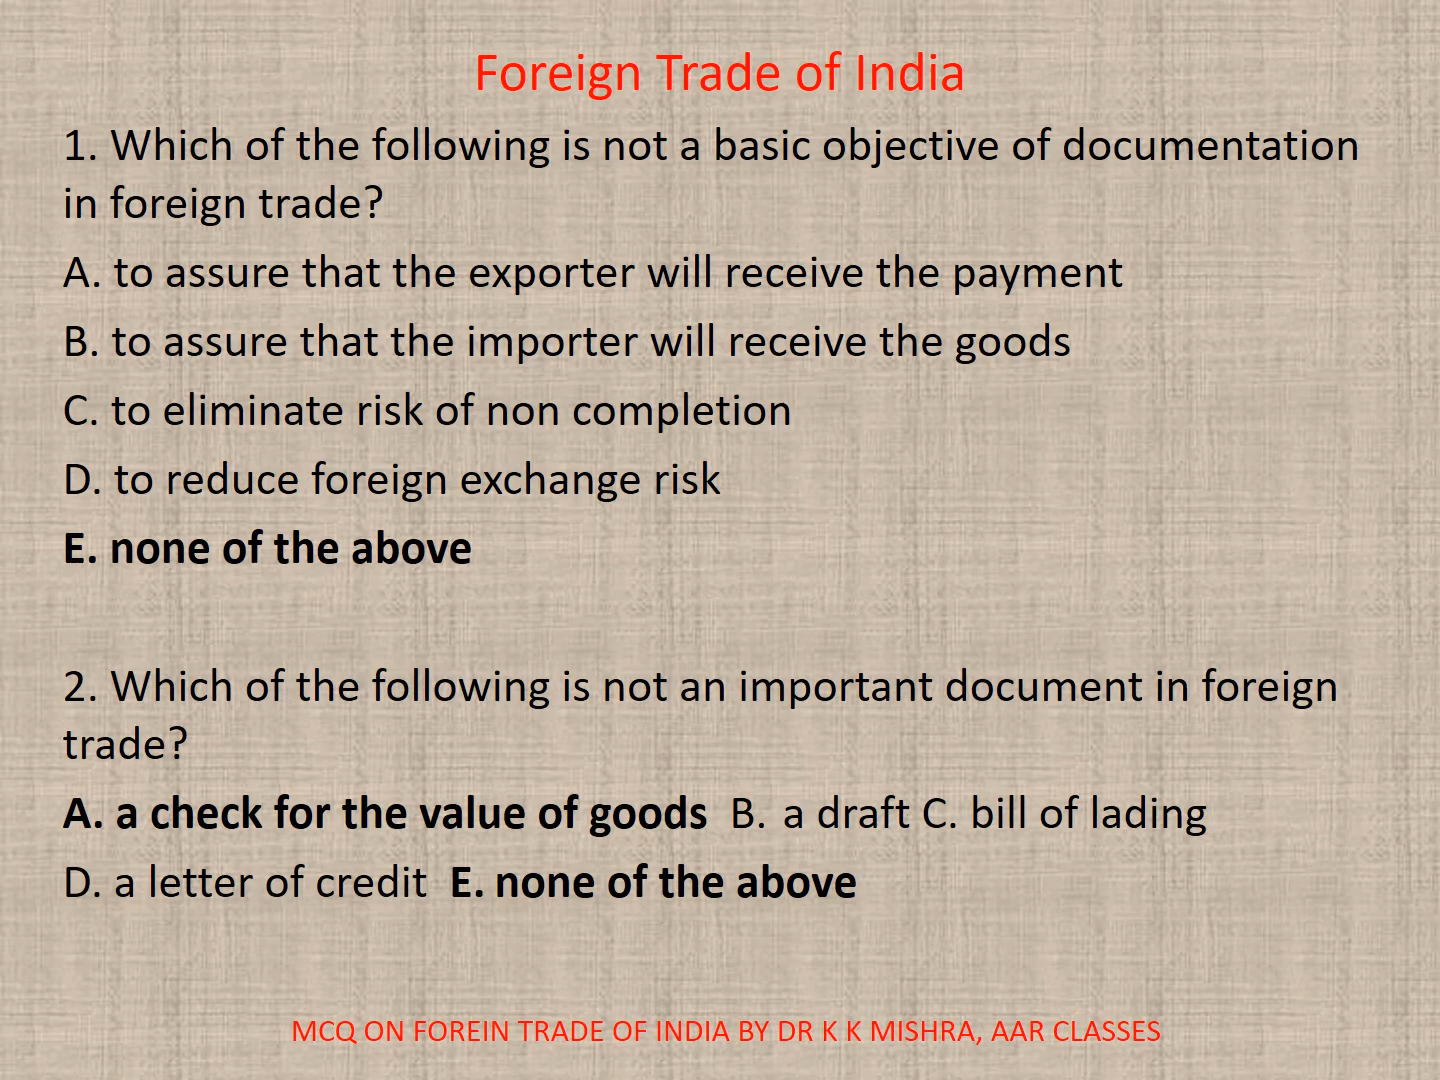 Foreign Trade of India
1. Which of the following is not a basic objective of documentation
in foreign trade?
A. to assure that the exporter will receive the payment
B. to assure that the importer will receive the goods
C. to eliminate risk of non completion
D. to reduce foreign exchange risk
E. none of the above
2. Which of the following is not an important document in foreign
trade?
A. a check for the value of goods B. a draft C. bill of lading
D. a letter of credit E. none of the above
MCQ ON FOREIN TRADE OF INDIA BY DR K K MISHRA, AAR CLASSES